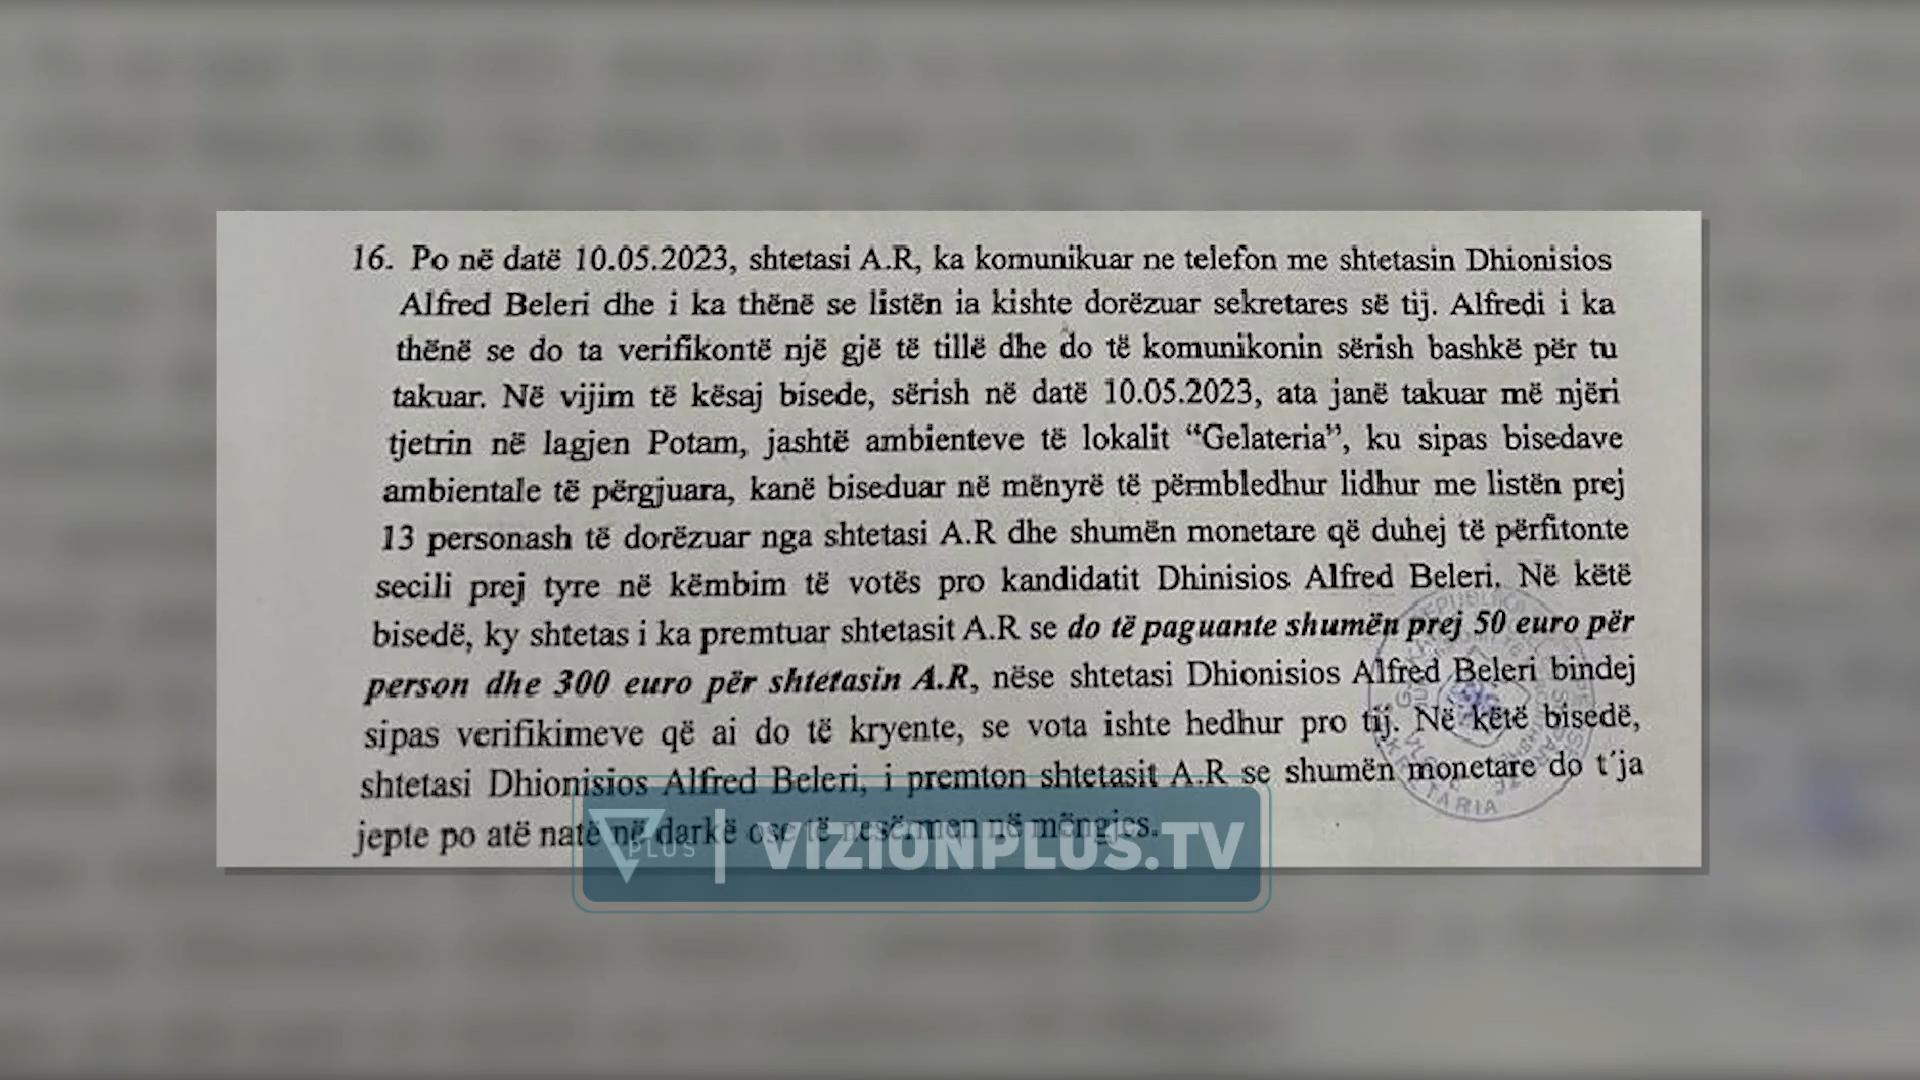 16. Po në datë 10.05.2023, shtetasi A.R, ka komunikuar ne telefon me shtetasin Dhionisios
Alfred Beleri dhe i ka thënë se listën ia kishte dorëzuar sekretares së tij. Alfredi i ka
thënë se do ta verifikontë një gjë të tillë dhe do të komunikonin sërish bashkë për tu
takuar. Në vijim të kësaj bisede, sërish në datë 10.05.2023, ata janë takuar më njëri
tjetrin në lagjen Potam, jashtë ambienteve të lokalit “Gelateria”, ku sipas bisedave
ambientale të përgjuara, kanë biseduar në mënyrë të përmbledhur lidhur me listën prej
13 personash të dorëzuar nga shtetasi A.R dhe shumën monetare që duhej të përfitonte
secili prej tyre në këmbim të votës pro kandidatit Dhinisios Alfred Beleri. Në këtë
bisedë, ky shtetas i ka premtuar shtetasit A.R se do të paguante shumën prej 50 euro për
person dhe 300 euro për shtetasin A.R, nëse shtetasi Dhionisios Alfred Beleri bindej
sipas verifikimeve që ai do të kryente, se vota ishte hedhur pro tij. Në këtë bisedë,
shtetasi Dhionisios Alfred Beleri, i premton shtetasit A.R se shumën monetare do t´ja
jepte po atë natë në darkë ose të nesërmen në mëngjes.
PLUS | VIZIONPLUS.TV